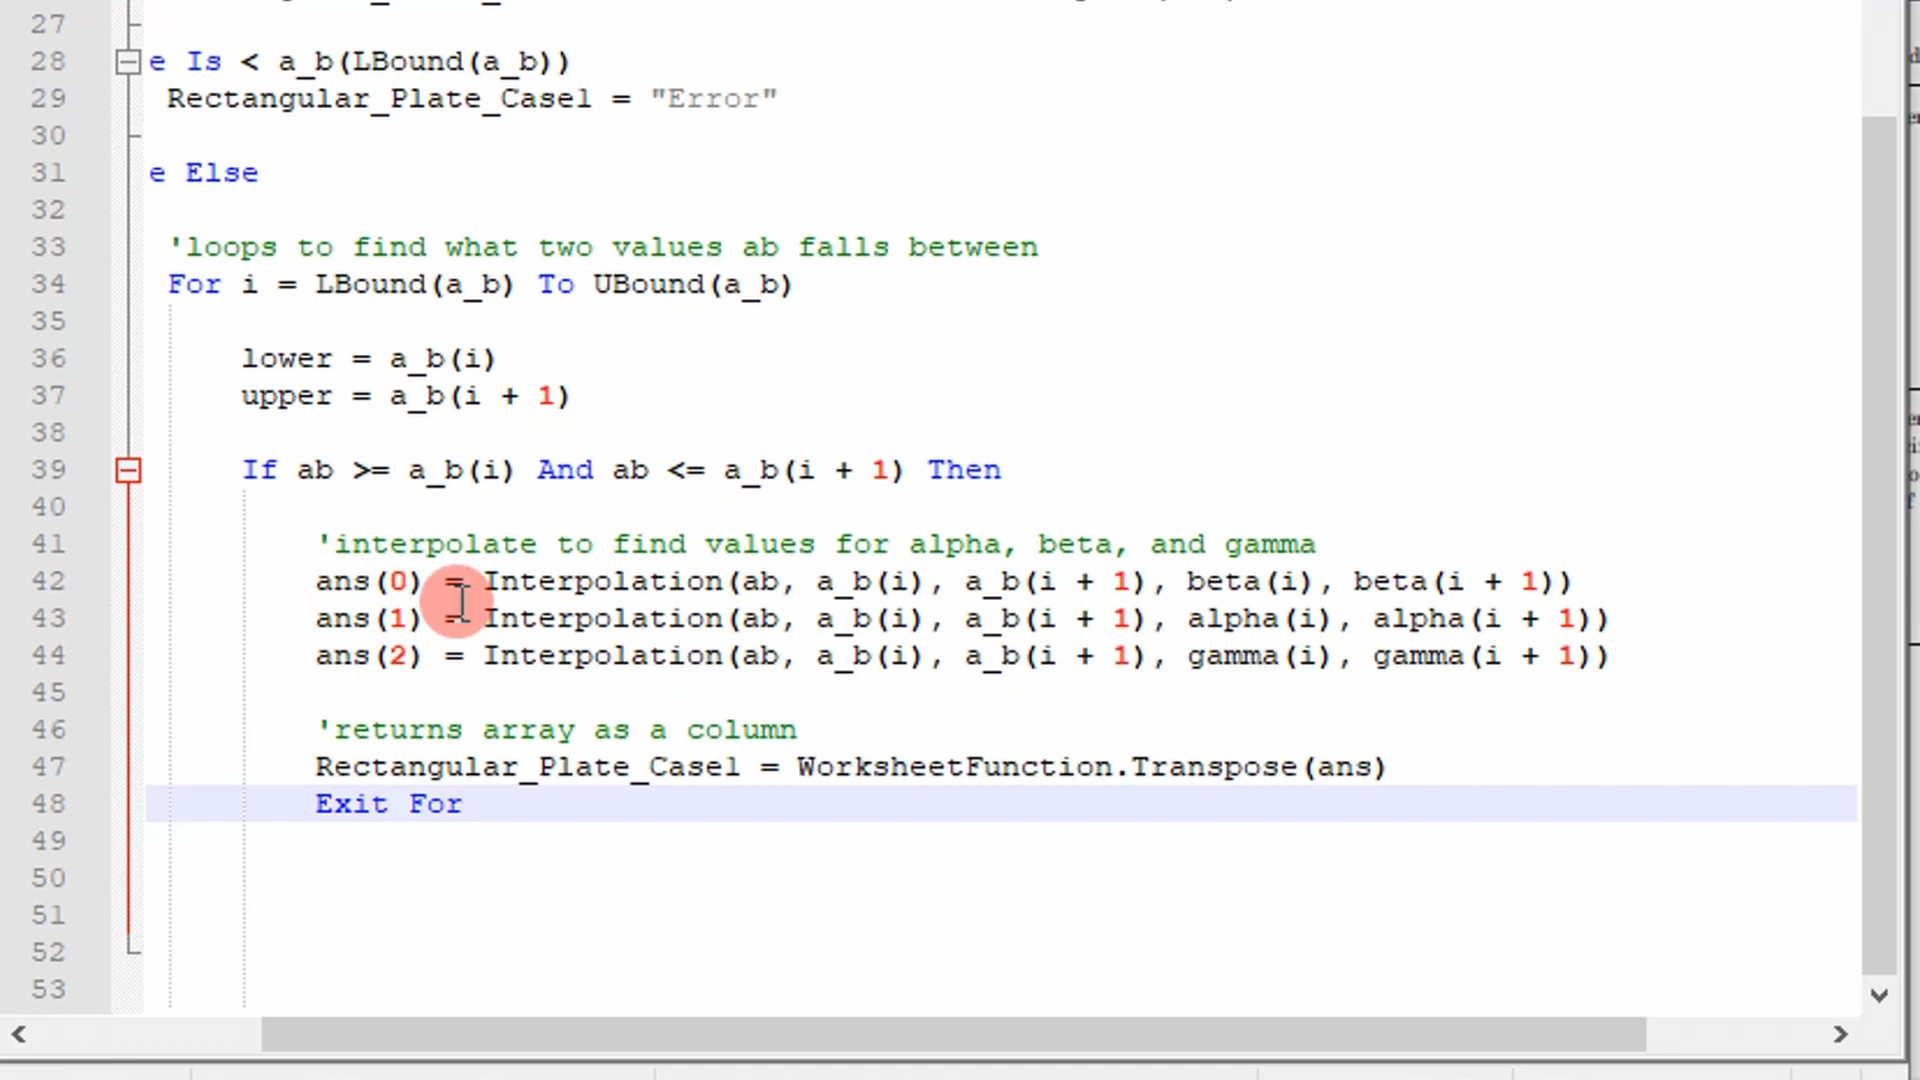 27
28 e Is < a_b(LBound(a_b))
29 Rectangular_Plate_Case1 = "Error"
30
31 e Else
32
33 'loops to find what two values ab falls between
34 For i = LBound(a_b) To UBound(a_b)
35
36 lower = a_b(i)
37 upper = a_b(i + 1)
38
39 If ab >= a_b(i) And ab <= a_b(i + 1) Then
40
41 'interpolate to find values for alpha, beta, and gamma
42 ans(0) = Interpolation(ab, a_b(i), a_b(i + 1), beta(i), beta(i + 1))
43 ans(1) = Interpolation(ab, a_b(i), a_b(i + 1), alpha(i), alpha(i + 1))
44 ans(2) = Interpolation(ab, a_b(i), a_b(i + 1), gamma(i), gamma(i + 1))
45
46 'returns array as a column
47 Rectangular_Plate_Case1 = WorksheetFunction.Transpose(ans)
48 Exit For
49
50
51
52
53